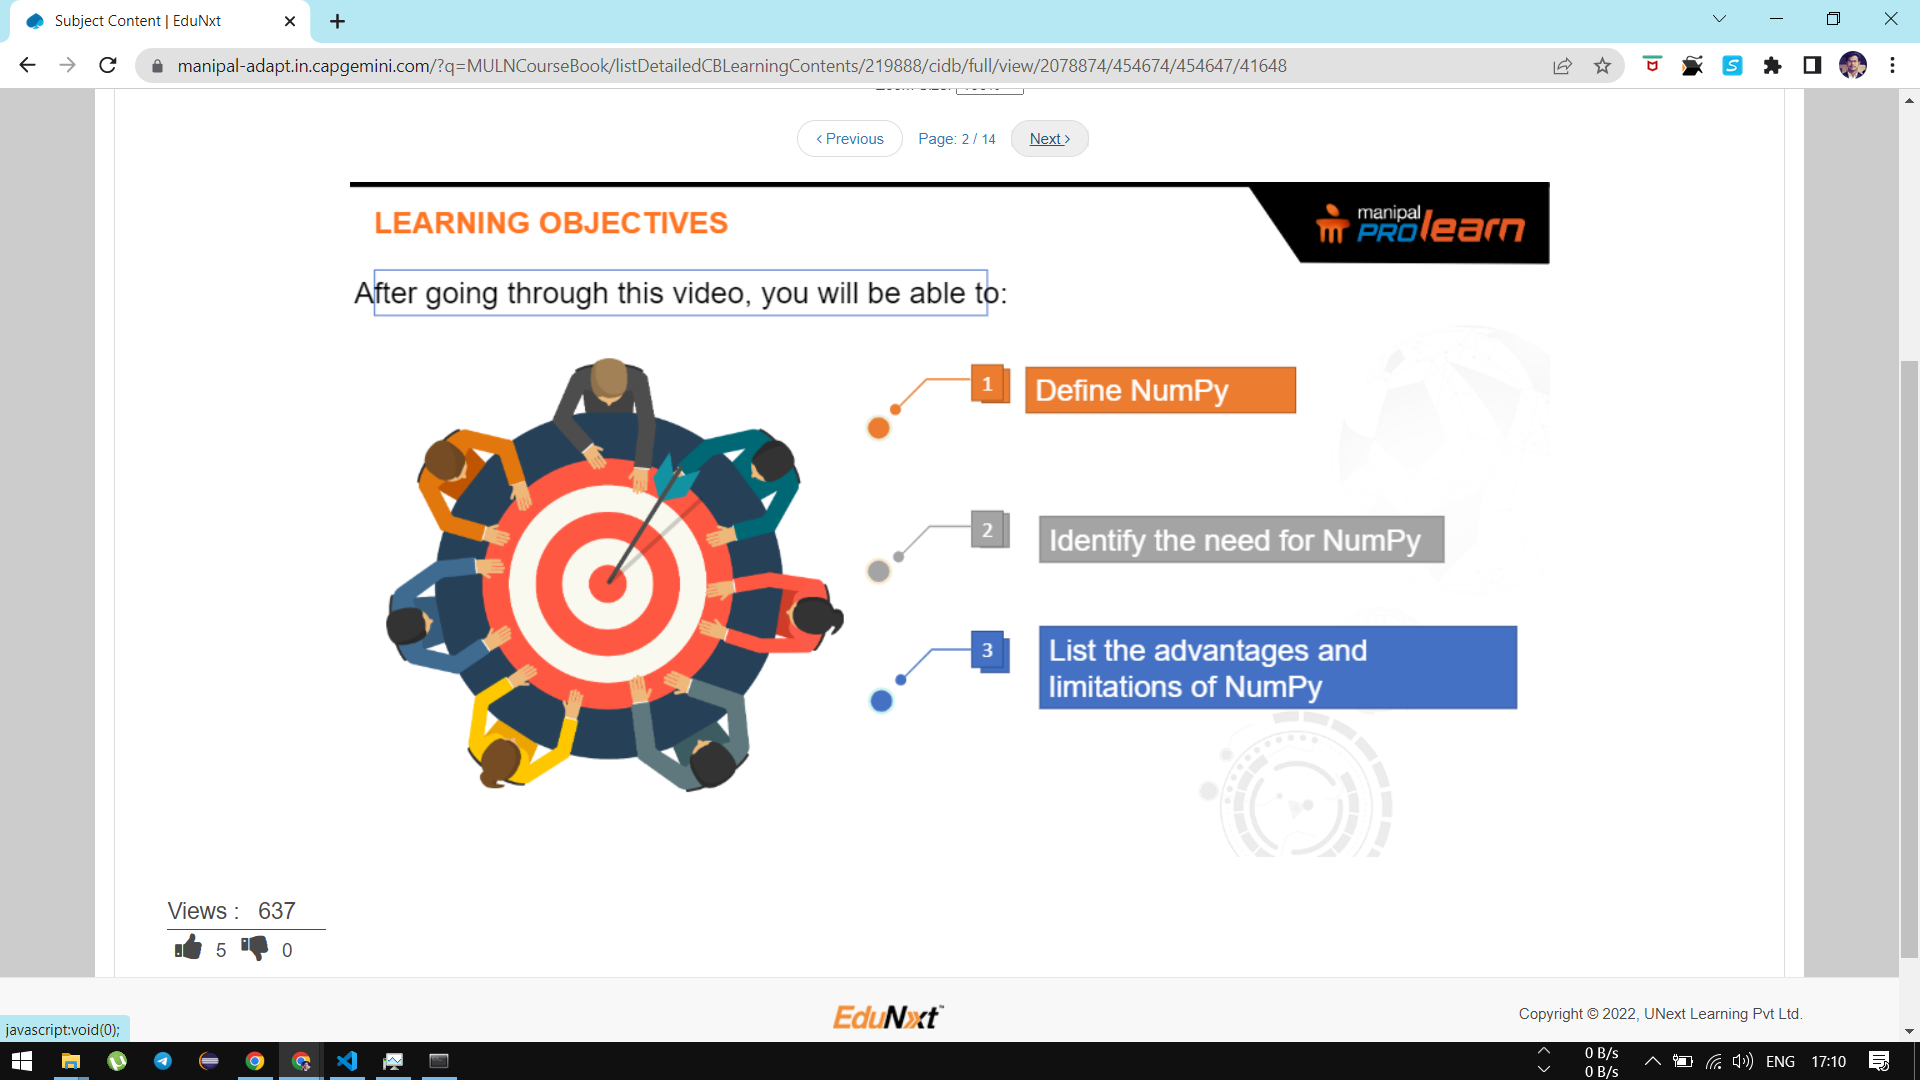 Subject Content | EduNxt
manipal-adapt.in.capgemini.com/?q=MULNCourseBook/listDetailedCBLearningContents/219888/cidb/full/view/2078874/454674/454647/41648
‹ Previous Page: 2 / 14 Next ›
LEARNING OBJECTIVES
manipal
PROlearn
After going through this video, you will be able to:
1 Define NumPy
2 Identify the need for NumPy
3 List the advantages and
limitations of NumPy
Views : 637
5 0
EduNxt™
Copyright © 2022, UNext Learning Pvt Ltd.
javascript:void(0);
0 B/s
0 B/s
ENG 17:10